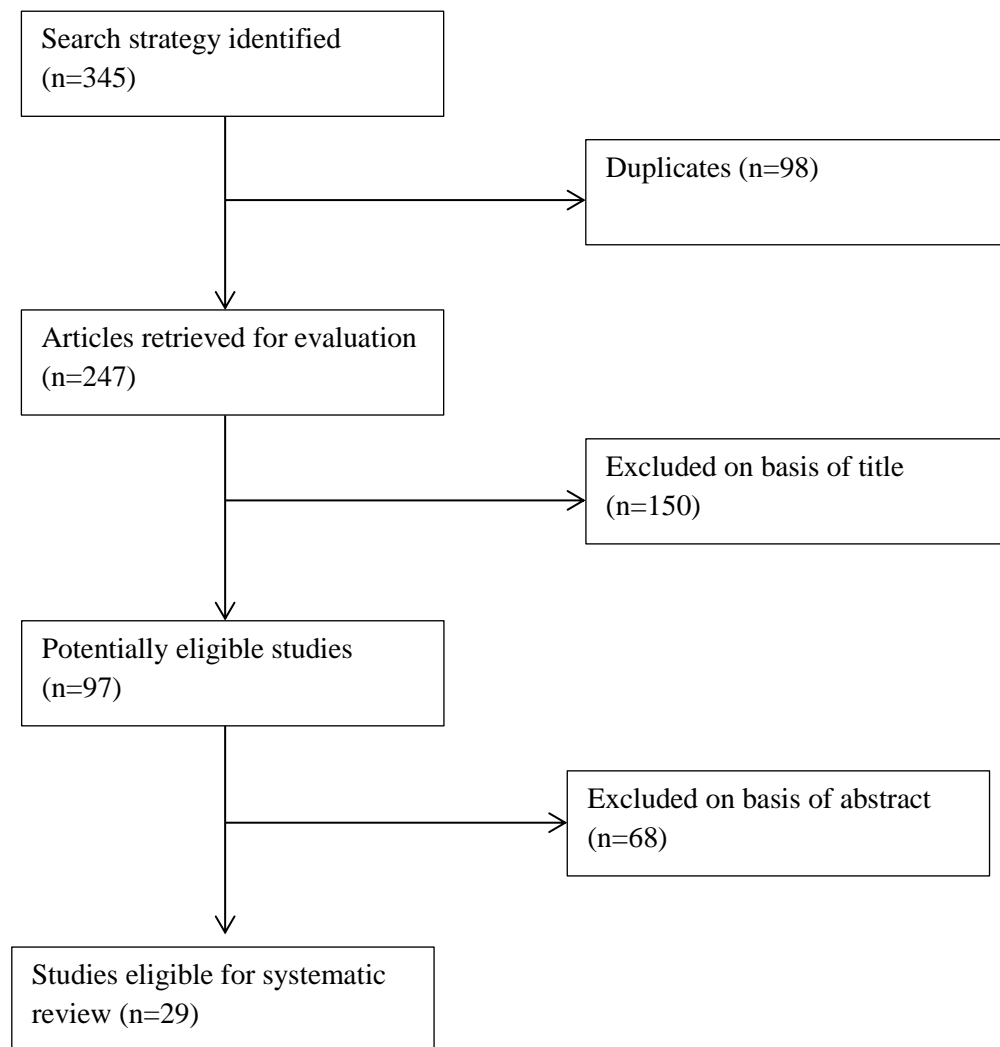 Search strategy identified
(n=345)
Duplicates (n=98)
Articles retrieved for evaluation
(n=247)
Excluded on basis of title
(n=150)
Potentially eligible studies
(n=97)
Excluded on basis of abstract
(n=68)
Studies eligible for systematic
review (n=29)